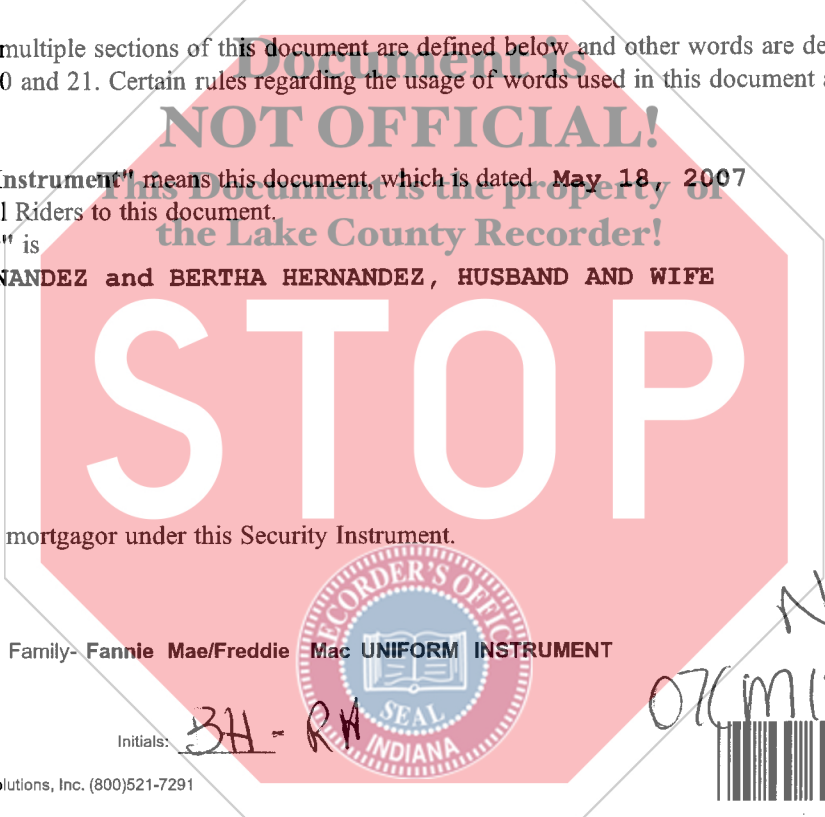 multiple sections of this document are defined below and other words are de
0 and 21. Certain rules regarding the usage of words used in this document a
Document is
NOT OFFICIAL!
Instrument" means this document, which is dated May 18, 2007
This Document is the property of
l Riders to this document.
the Lake County Recorder!
" is
NANDEZ and BERTHA HERNANDEZ, HUSBAND AND WIFE
STOP
mortgagor under this Security Instrument.
RECORDER'S OFFIC
Family- Fannie Mae/Freddie Mac UNIFORM INSTRUMENT
SEAL
INDIANA
Initials: BH - RH
olutions, Inc. (800)521-7291